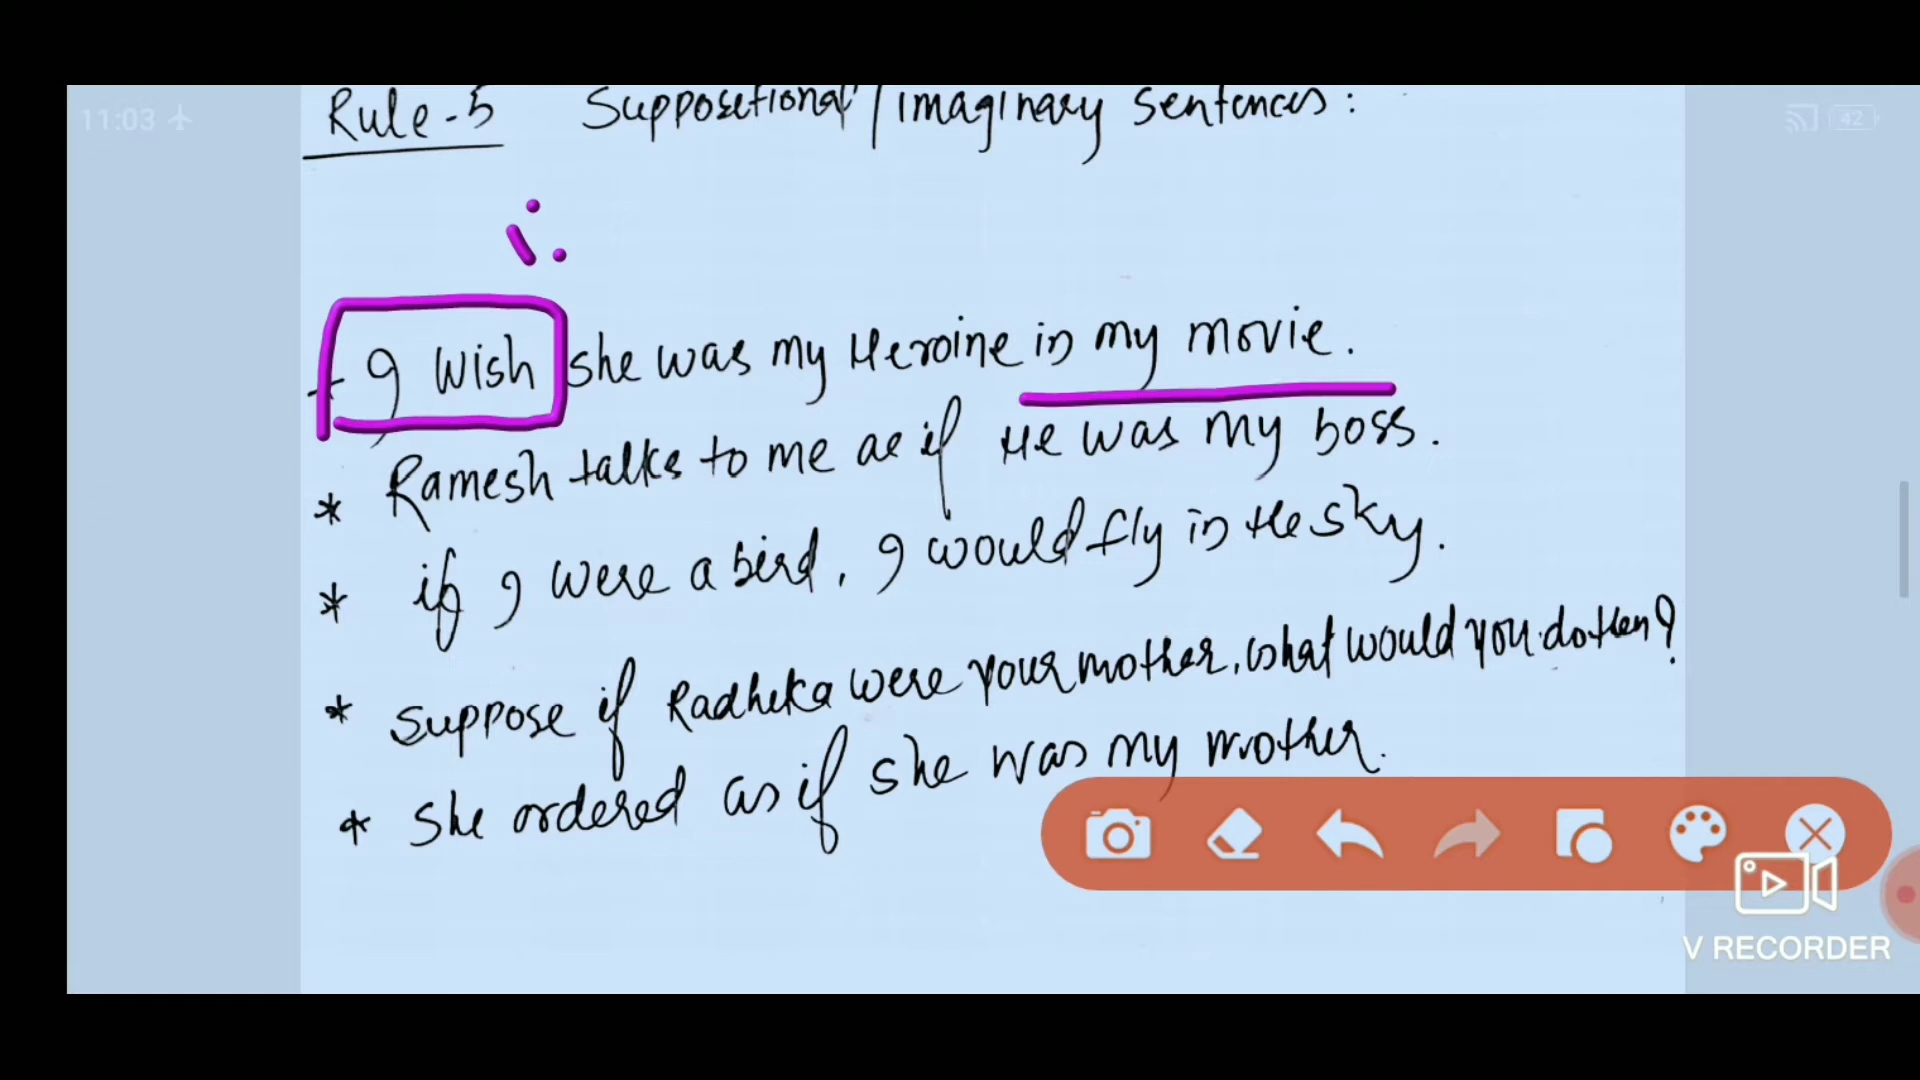 11:03
42
Rule-5 Suppositional/imaginary Sentences:
I wish she was my Heroine in my movie.
* Ramesh talks to me as if He was my boss.
* if I were a bird, I would fly in the sky.
* suppose if Radhika were your mother, what would you do then?
* She ordered as if she was my mother.
V RECORDER